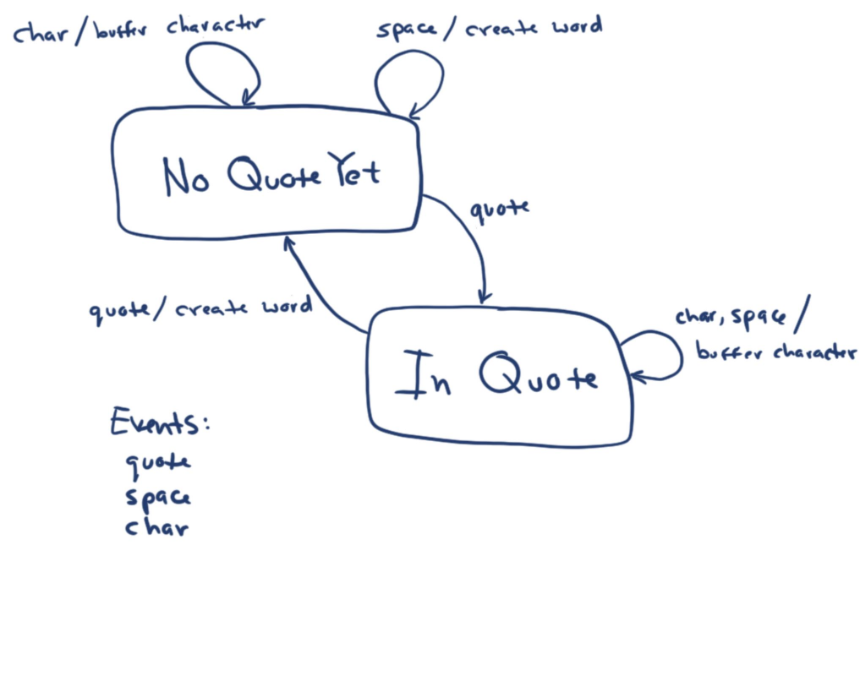 char/buffer character
space/create word
No Quote Yet
quote
quote/create word
char, space/
buffer character
In Quote
Events:
quote
space
char